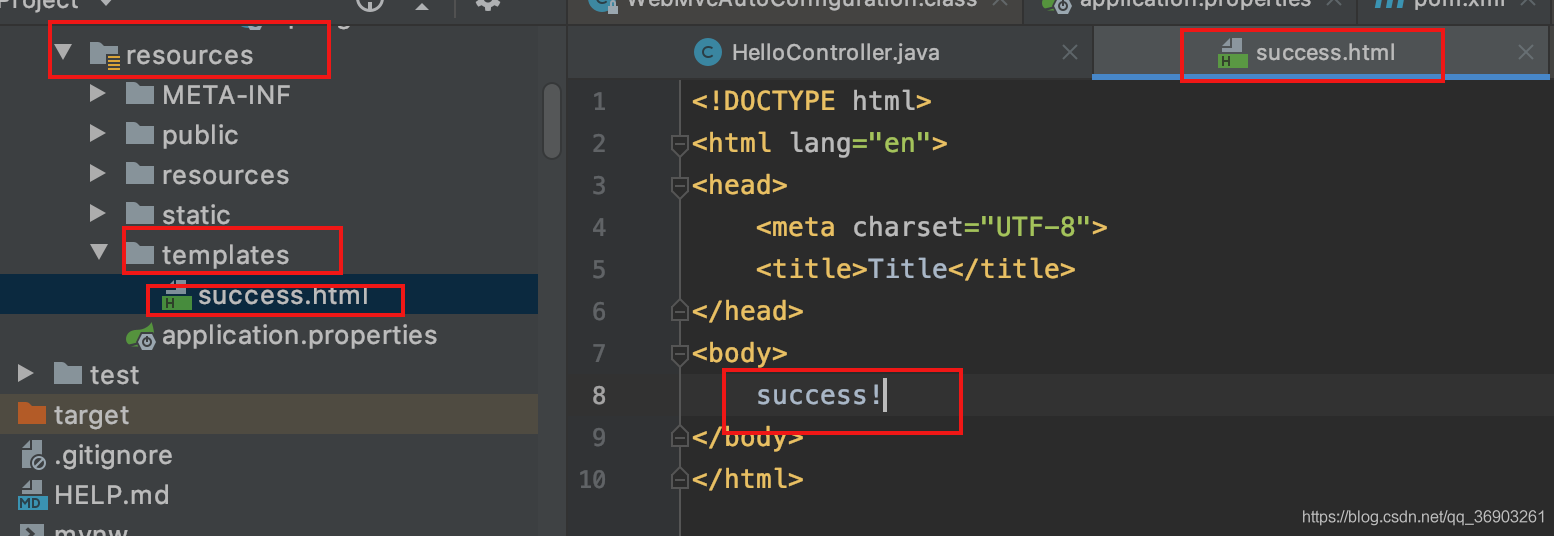 Project
resources
META-INF
public
resources
static
templates
success.html
application.properties
test
target
.gitignore
HELP.md
mvnw
WebMvcAutoConfiguration.class
application.properties
pom.xml
HelloController.java
success.html
1 <!DOCTYPE html>
2 <html lang="en">
3 <head>
4 <meta charset="UTF-8">
5 <title>Title</title>
6 </head>
7 <body>
8 success!
9 </body>
10 </html>
https://blog.csdn.net/qq_36903261